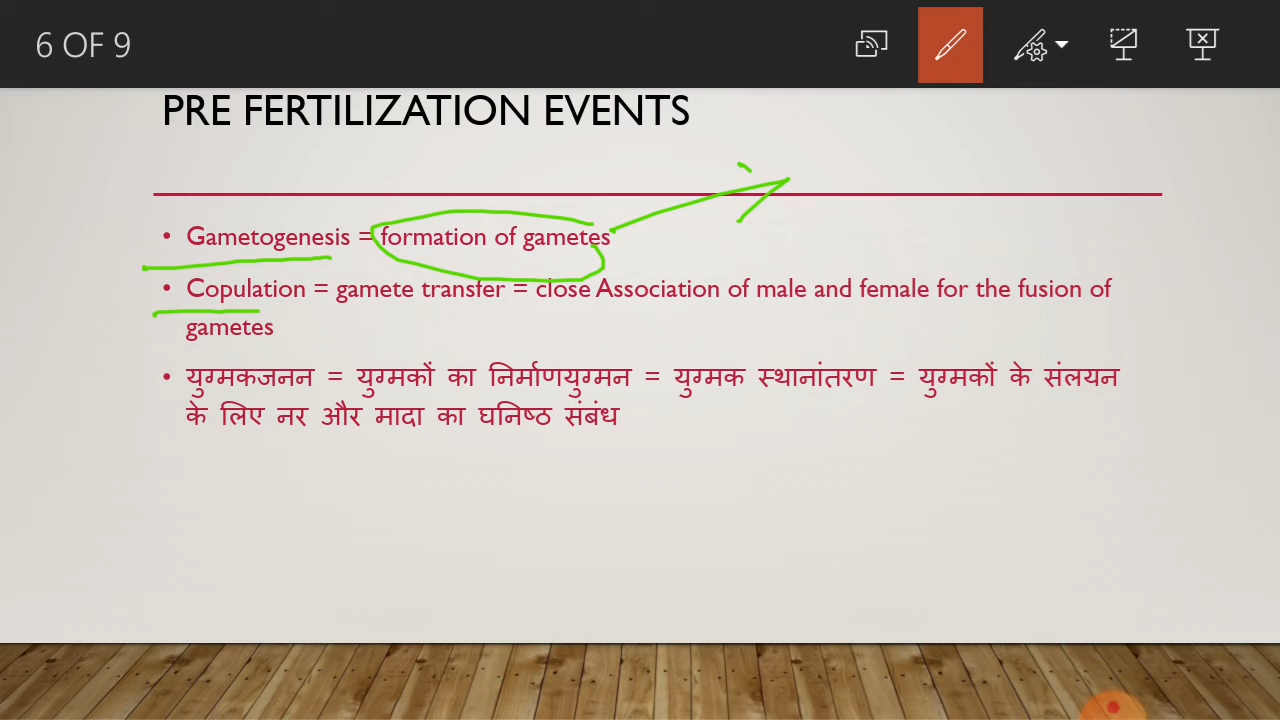 6 OF 9
PRE FERTILIZATION EVENTS
• Gametogenesis = formation of gametes
• Copulation = gamete transfer = close Association of male and female for the fusion of
gametes
• युग्मकजनन = युग्मकों का निर्माणयुग्मन = युग्मक स्थानांतरण = युग्मकों के संलयन
के लिए नर और मादा का घनिष्ठ संबंध